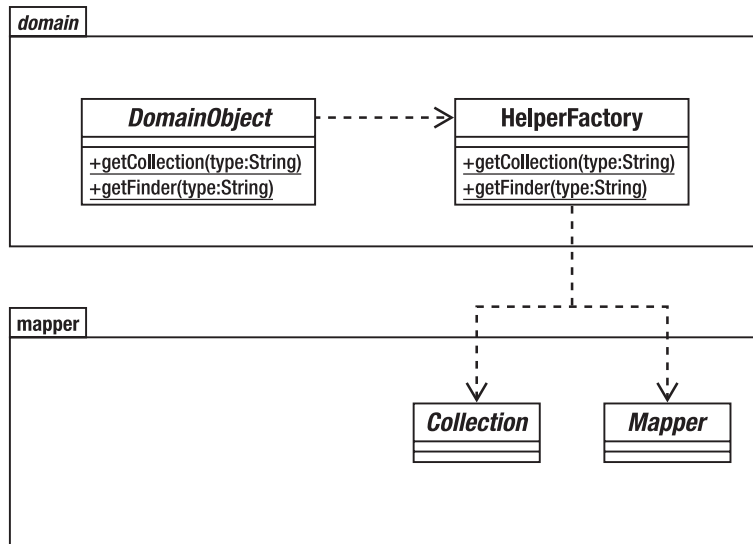 domain
DomainObject
+getCollection(type:String)
+getFinder(type:String)
HelperFactory
+getCollection(type:String)
+getFinder(type:String)
mapper
Collection
Mapper